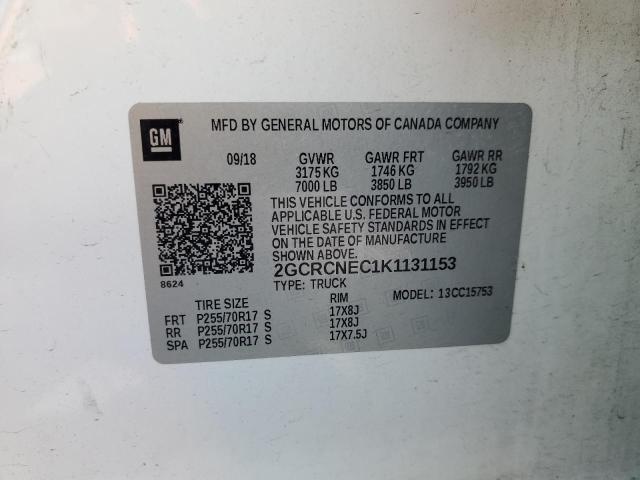 GM
MFD BY GENERAL MOTORS OF CANADA COMPANY
09/18 GVWR GAWR FRT GAWR RR
3175 KG 1746 KG 1792 KG
7000 LB 3850 LB 3950 LB
THIS VEHICLE CONFORMS TO ALL
APPLICABLE U.S. FEDERAL MOTOR
VEHICLE SAFETY STANDARDS IN EFFECT
ON THE DATE OF MANUFACTURE
SHOWN ABOVE.
8624
2GCRCNEC1K1131153
TYPE: TRUCK MODEL: 13CC15753
TIRE SIZE RIM
FRT P255/70R17 S 17X8J
RR P255/70R17 S 17X8J
SPA P255/70R17 S 17X7.5J